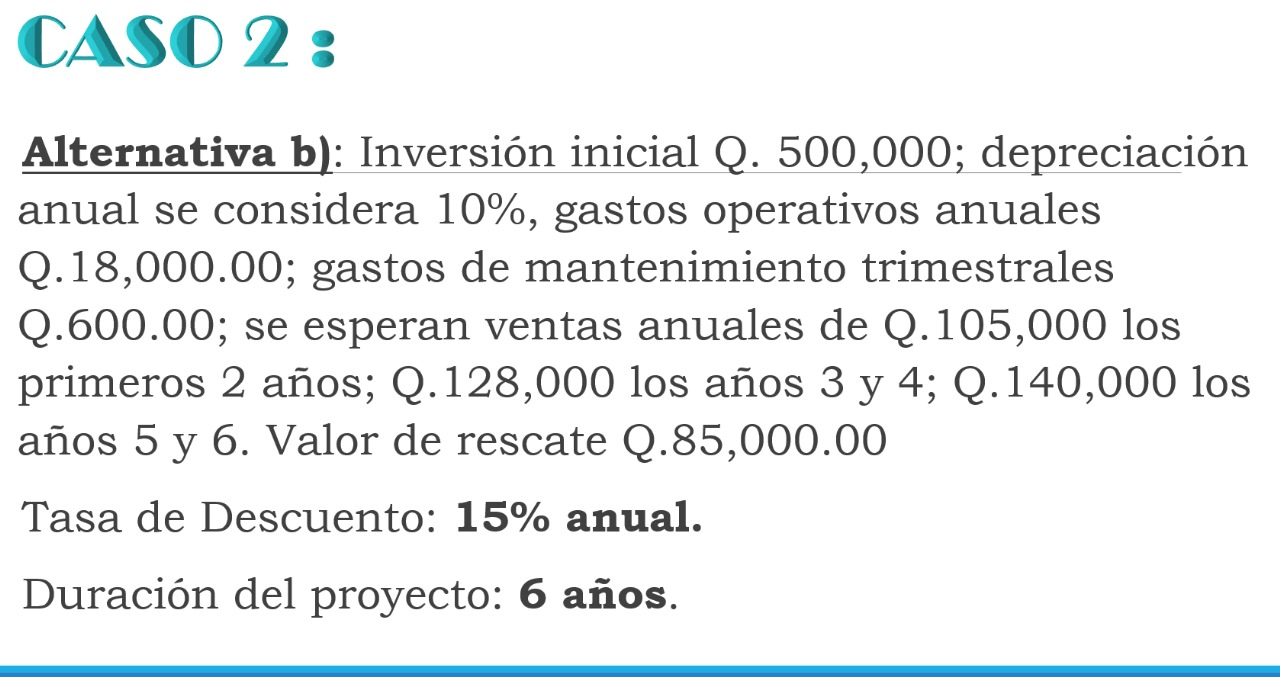 CASO 2 :
Alternativa b): Inversión inicial Q. 500,000; depreciación
anual se considera 10%, gastos operativos anuales
Q.18,000.00; gastos de mantenimiento trimestrales
Q.600.00; se esperan ventas anuales de Q.105,000 los
primeros 2 años; Q.128,000 los años 3 y 4; Q.140,000 los
años 5 y 6. Valor de rescate Q.85,000.00
Tasa de Descuento: 15% anual.
Duración del proyecto: 6 años.